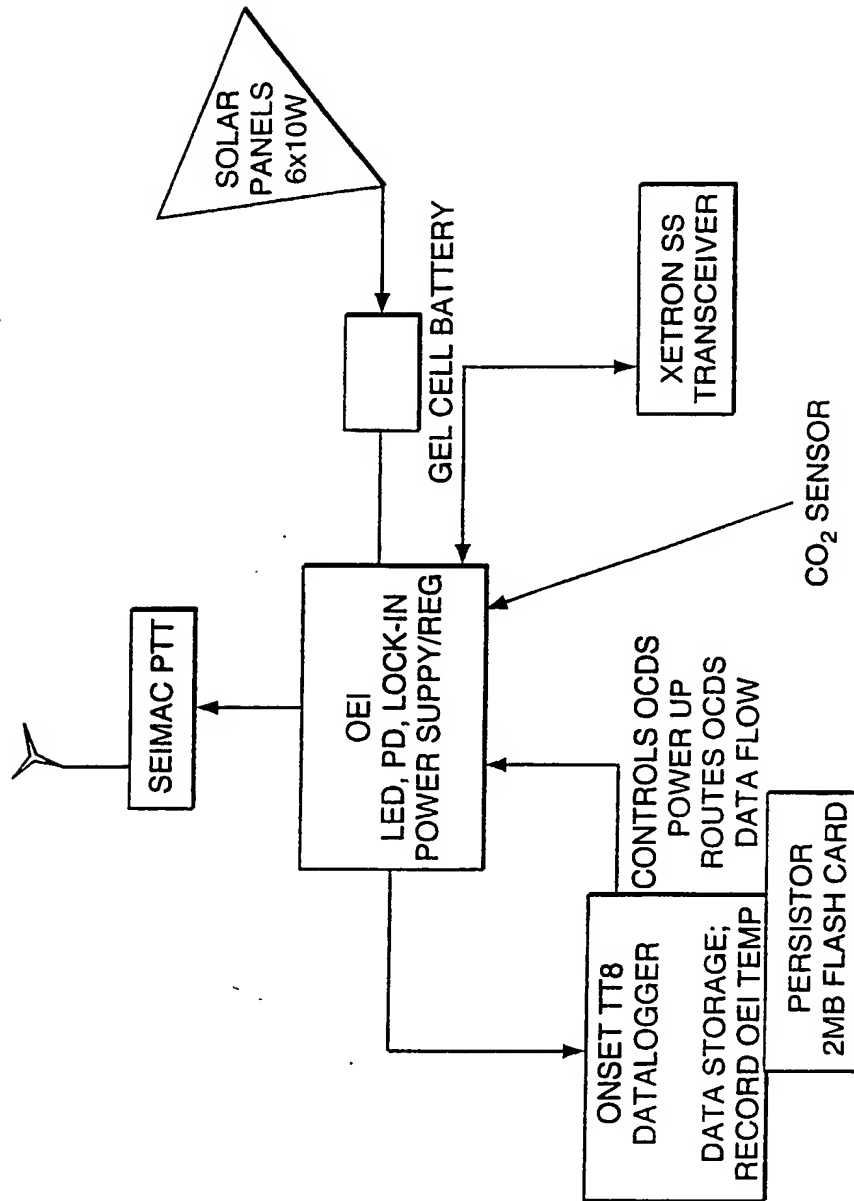 SOLAR
PANELS
6x10W
SEIMAC PTT
GEL CELL BATTERY
OEI
LED, PD, LOCK-IN
POWER SUPPY/REG
XETRON SS
TRANSCEIVER
CO₂ SENSOR
CONTROLS OCDS
POWER UP
ROUTES OCDS
DATA FLOW
ONSET TT8
DATALOGGER
DATA STORAGE;
RECORD OEI TEMP
PERSISTOR
2MB FLASH CARD